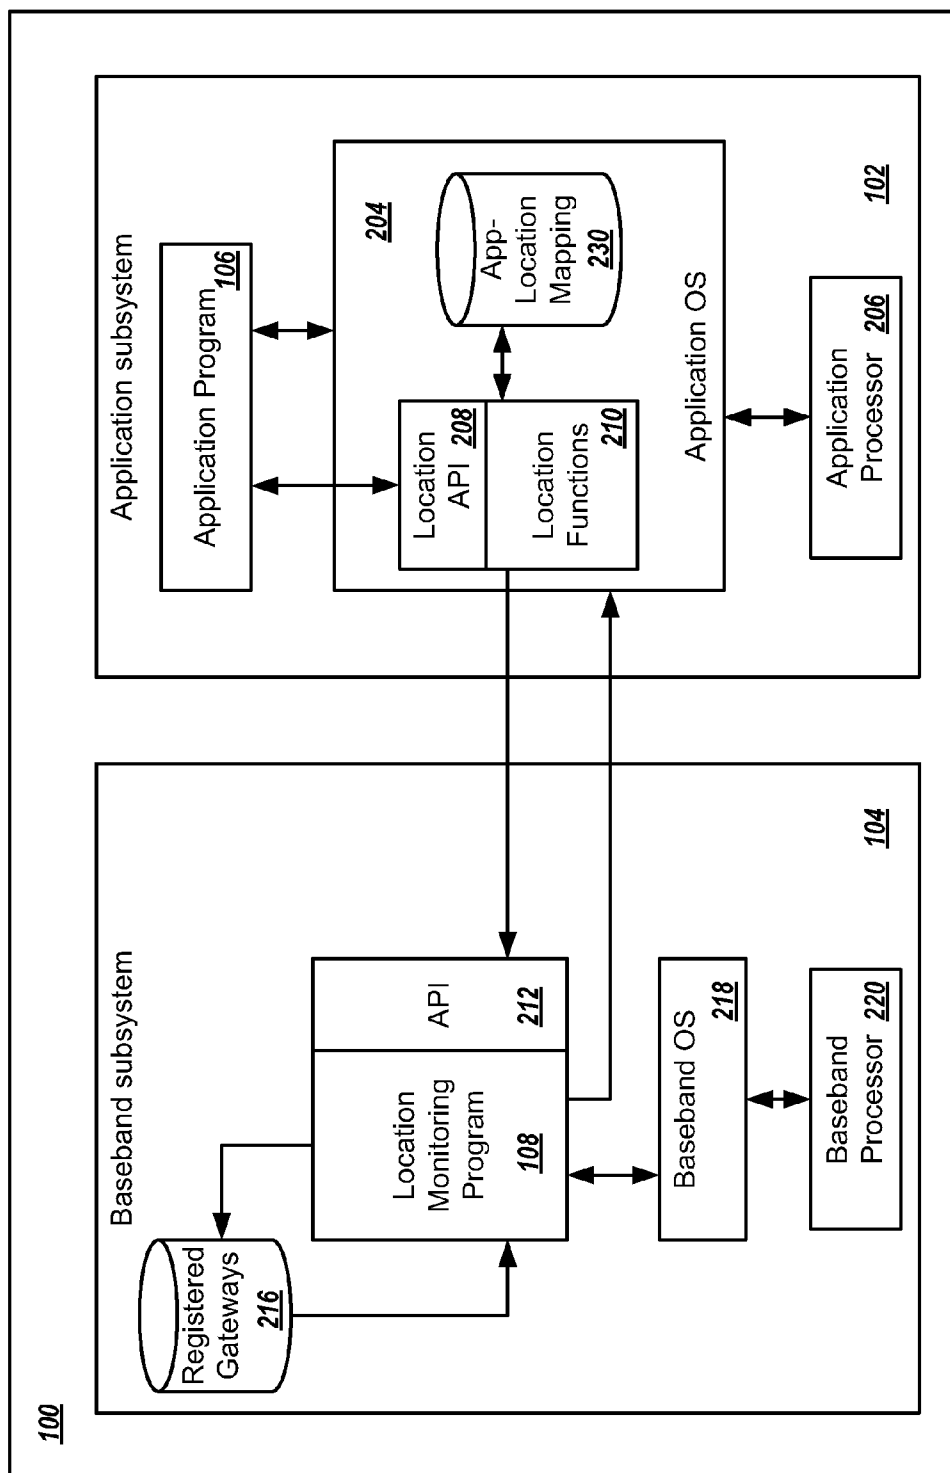 100
Baseband subsystem
Registered
Gateways
216
Location
Monitoring
Program
108
API
212
Baseband OS
218
Baseband
Processor
220
104
Application subsystem
Application Program
106
204
Location
API
208
Location
Functions
210
App-
Location
Mapping
230
Application OS
Application
Processor
206
102